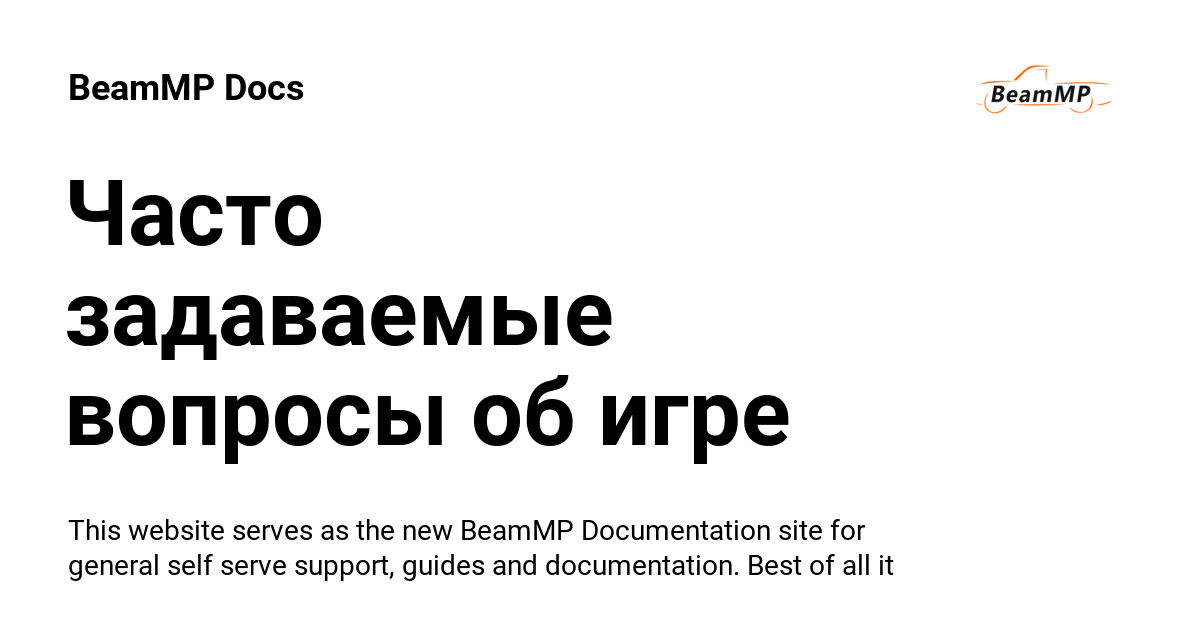 BeamMP Docs
BeamMP
Часто
задаваемые
вопросы об игре
This website serves as the new BeamMP Documentation site for
general self serve support, guides and documentation. Best of all it